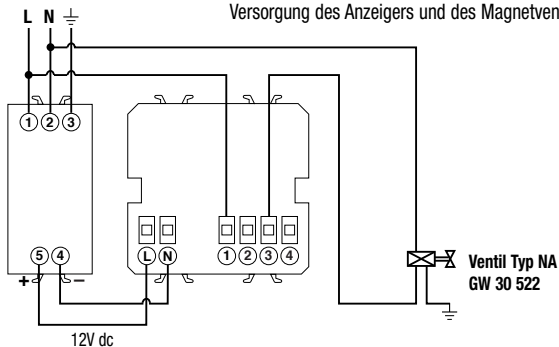 Versorgung des Anzeigers und des Magnetven
L N
1 2 3
L N 1 2 3 4
5 4
+ −
12V dc
Ventil Typ NA
GW 30 522